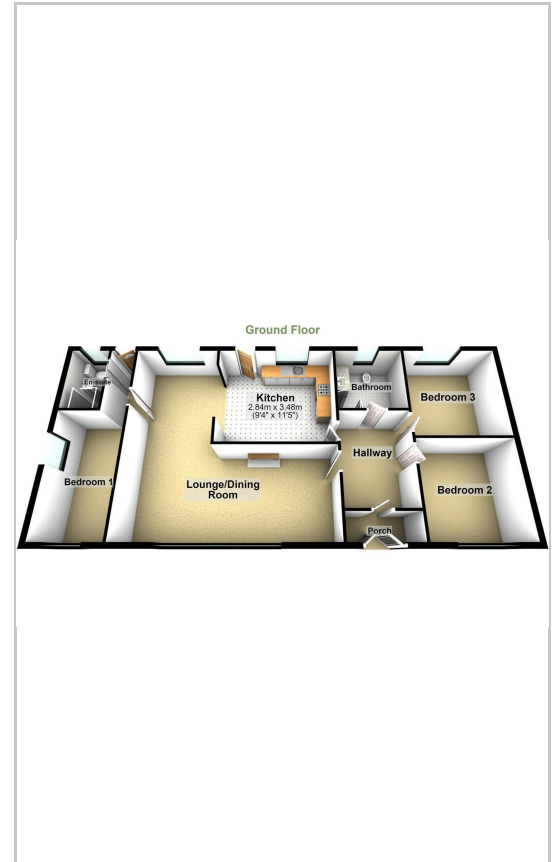 Ground Floor
En-suite
Kitchen
2.84m x 3.48m
(9'4" x 11'5")
Bathroom
Bedroom 3
Hallway
Bedroom 1
Lounge/Dining
Room
Bedroom 2
Porch